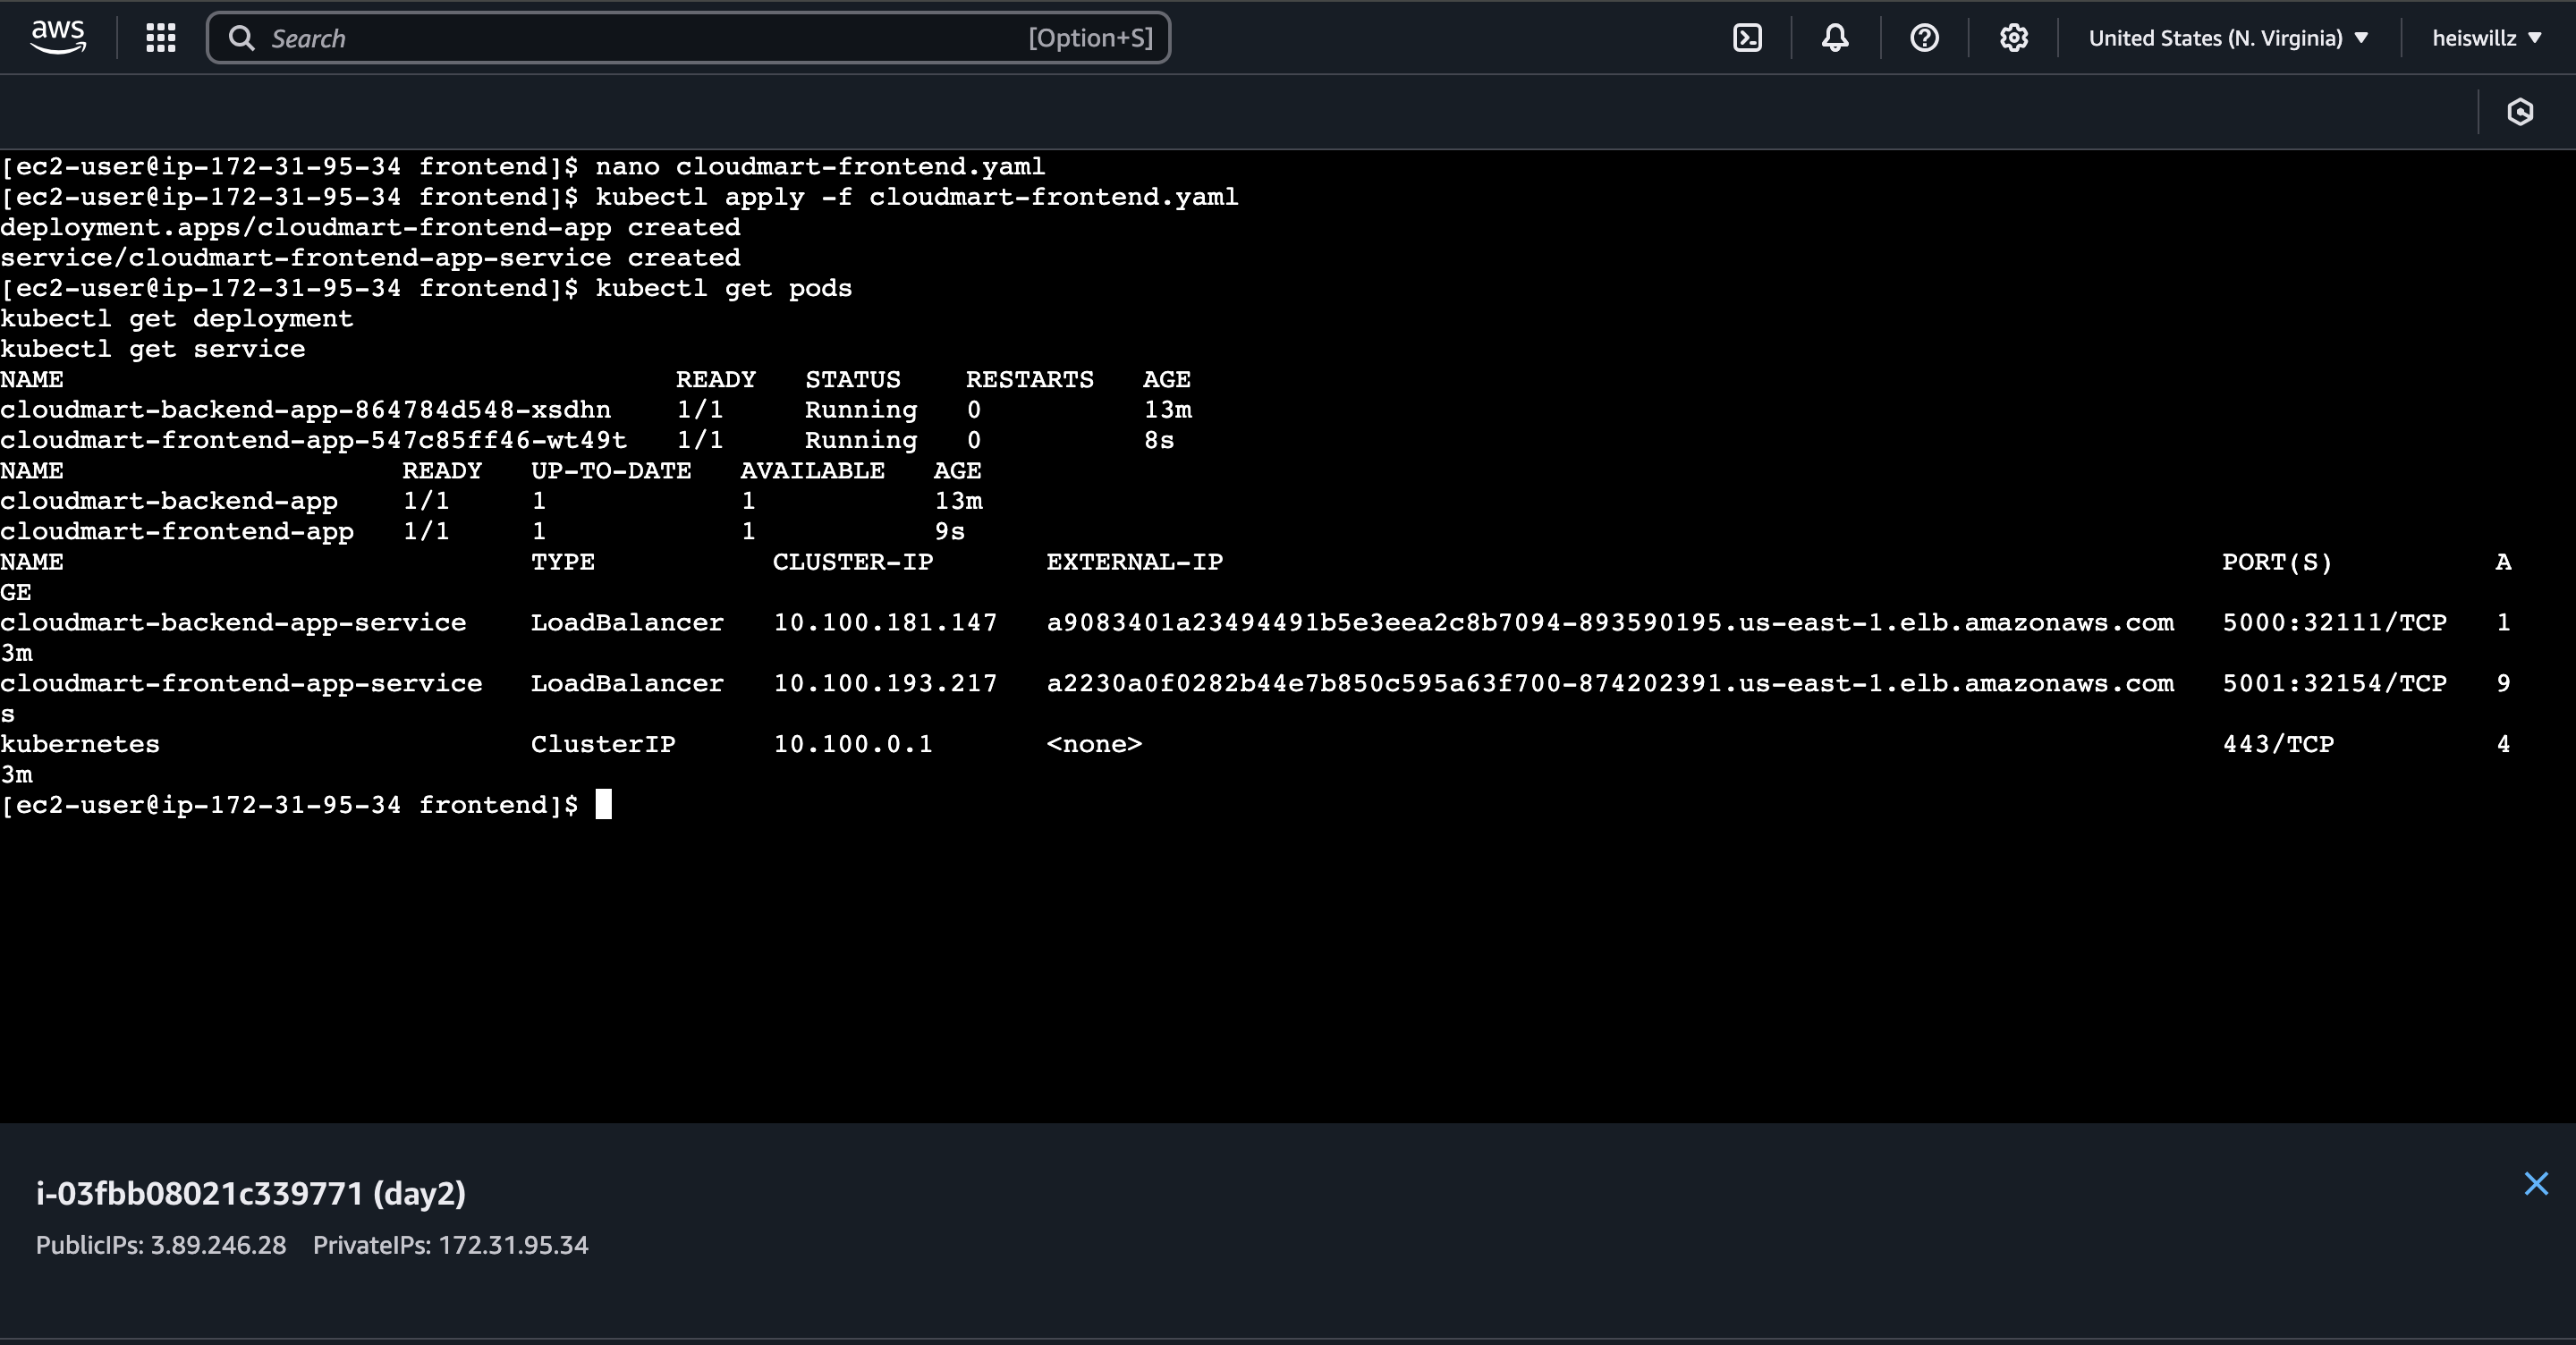 aws
Search [Option+S] United States (N. Virginia) heiswillz
[ec2-user@ip-172-31-95-34 frontend]$ nano cloudmart-frontend.yaml
[ec2-user@ip-172-31-95-34 frontend]$ kubectl apply -f cloudmart-frontend.yaml
deployment.apps/cloudmart-frontend-app created
service/cloudmart-frontend-app-service created
[ec2-user@ip-172-31-95-34 frontend]$ kubectl get pods
kubectl get deployment
kubectl get service
NAME READY STATUS RESTARTS AGE
cloudmart-backend-app-864784d548-xsdhn 1/1 Running 0 13m
cloudmart-frontend-app-547c85ff46-wt49t 1/1 Running 0 8s
NAME READY UP-TO-DATE AVAILABLE AGE
cloudmart-backend-app 1/1 1 1 13m
cloudmart-frontend-app 1/1 1 1 9s
NAME TYPE CLUSTER-IP EXTERNAL-IP PORT(S) A
GE
cloudmart-backend-app-service LoadBalancer 10.100.181.147 a9083401a23494491b5e3eea2c8b7094-893590195.us-east-1.elb.amazonaws.com 5000:32111/TCP 1
3m
cloudmart-frontend-app-service LoadBalancer 10.100.193.217 a2230a0f0282b44e7b850c595a63f700-874202391.us-east-1.elb.amazonaws.com 5001:32154/TCP 9
s
kubernetes ClusterIP 10.100.0.1 <none> 443/TCP 4
3m
[ec2-user@ip-172-31-95-34 frontend]$
i-03fbb08021c339771 (day2)
PublicIPs: 3.89.246.28 PrivateIPs: 172.31.95.34